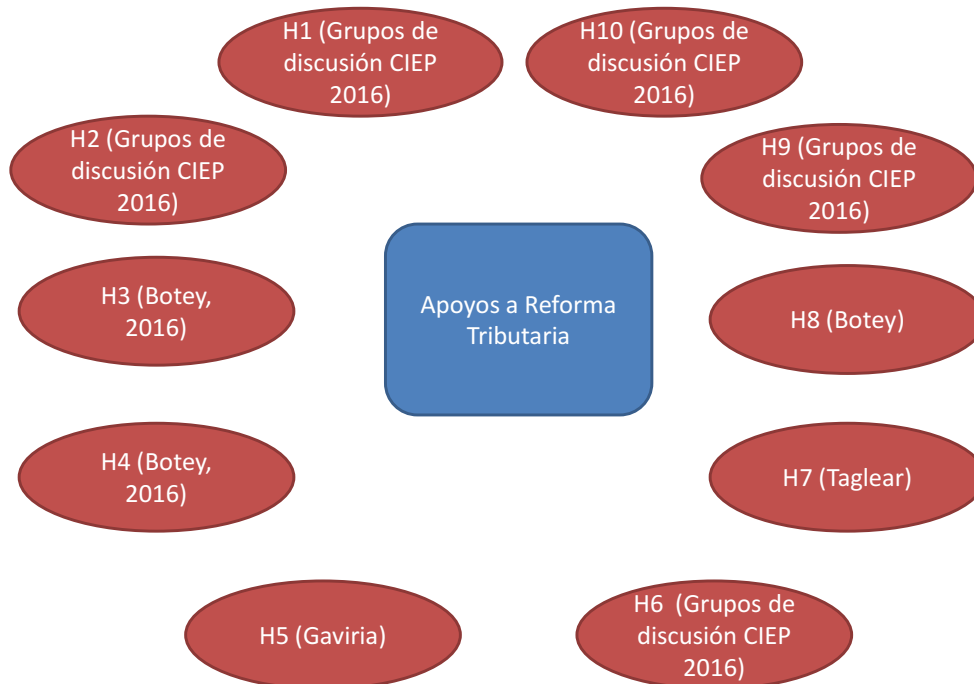 H1 (Grupos de
discusión CIEP
2016)
H10 (Grupos de
discusión CIEP
2016)
H2 (Grupos de
discusión CIEP
2016)
H9 (Grupos de
discusión CIEP
2016)
H3 (Botey,
2016)
Apoyos a Reforma
Tributaria
H8 (Botey)
H4 (Botey,
2016)
H7 (Taglear)
H5 (Gaviria)
H6 (Grupos de
discusión CIEP
2016)